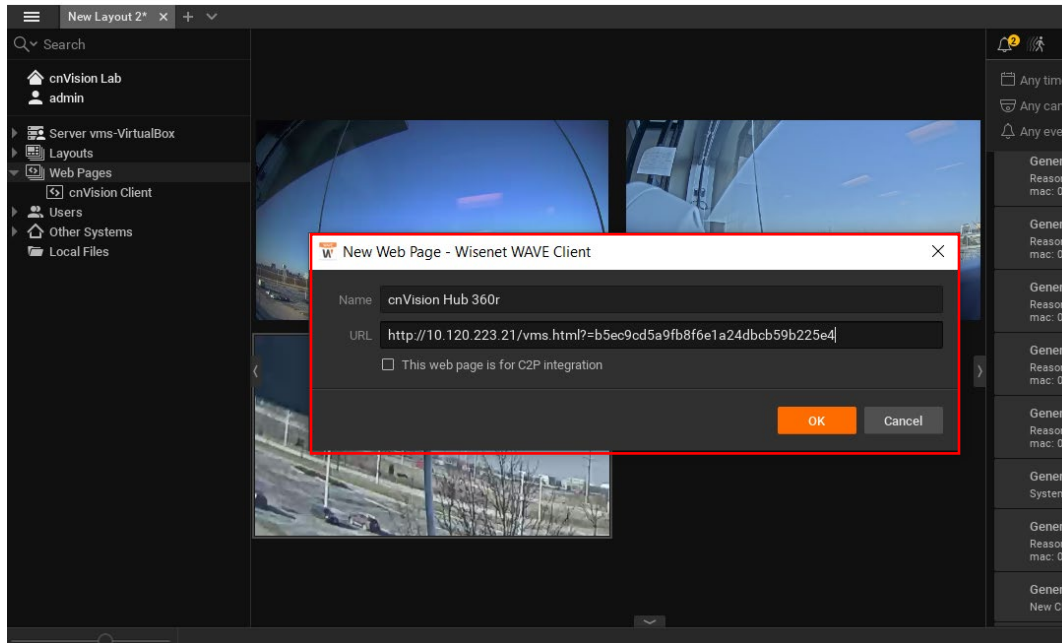 New Layout 2*
Search
cnVision Lab
admin
Server vms-VirtualBox
Layouts
Web Pages
cnVision Client
Users
Other Systems
Local Files
New Web Page - Wisenet WAVE Client
Name cnVision Hub 360r
URL http://10.120.223.21/vms.html?=b5ec9cd5a9fb8f6e1a24dbcb59b225e4
This web page is for C2P integration
OK Cancel
2
Any tim
Any car
Any eve
Gener
Reaso
mac: 0
Gener
Reaso
mac: 0
Gener
Reaso
mac: 0
Gener
Reaso
mac: 0
Gener
Reaso
mac: 0
Gener
System
Gener
Reaso
mac: 0
Gener
New C